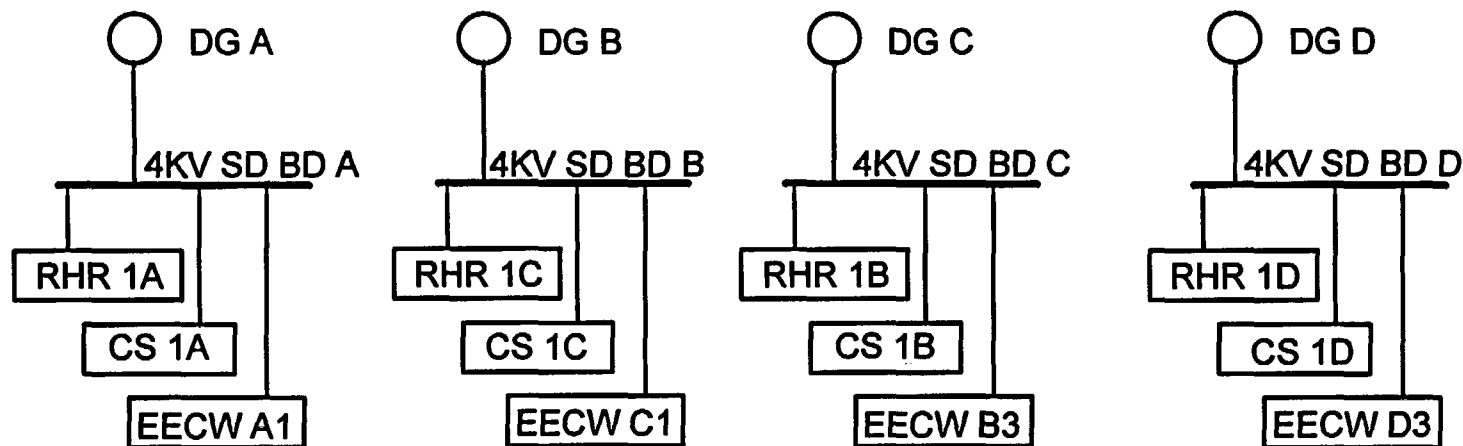 DG A
DG B
DG C
DG D
4KV SD BD A
4KV SD BD B
4KV SD BD C
4KV SD BD D
RHR 1A
RHR 1C
RHR 1B
RHR 1D
CS 1A
CS 1C
CS 1B
CS 1D
EECW A1
EECW C1
EECW B3
EECW D3